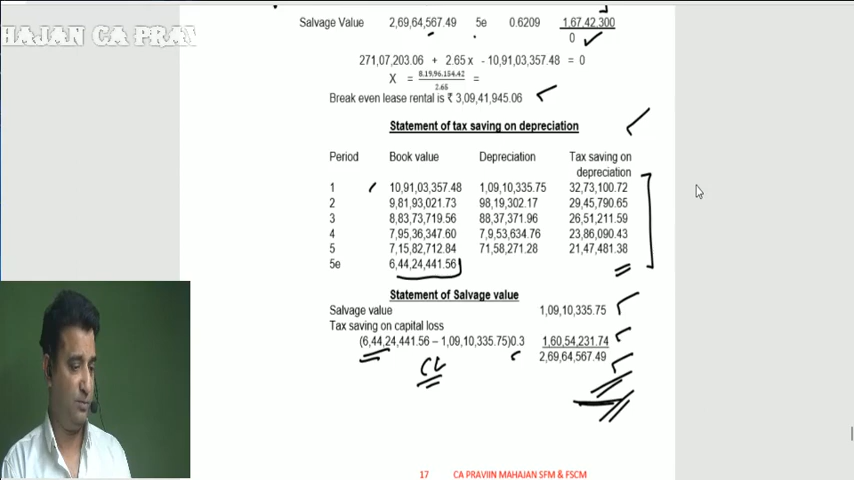 HAJAN CA PRAV
Salvage Value 2,69,64,567.49 5e 0.6209 1,67,42,300
0
271,07,203.06 + 2.65 x - 10,91,03,357.48 = 0
X = 8,19,96,154.42 / 2.65 =
Break even lease rental is ₹ 3,09,41,945.06
Statement of tax saving on depreciation
Period Book value Depreciation Tax saving on
depreciation
1 10,91,03,357.48 1,09,10,335.75 32,73,100.72
2 9,81,93,021.73 98,19,302.17 29,45,790.65
3 8,83,73,719.56 88,37,371.96 26,51,211.59
4 7,95,36,347.60 7,9,53,634.76 23,86,090.43
5 7,15,82,712.84 71,58,271.28 21,47,481.38
5e 6,44,24,441.56
Statement of Salvage value
Salvage value 1,09,10,335.75
Tax saving on capital loss
(6,44,24,441.56 – 1,09,10,335.75)0.3 1,60,54,231.74
2,69,64,567.49
CL
17 CA PRAVIIN MAHAJAN SFM & FSCM